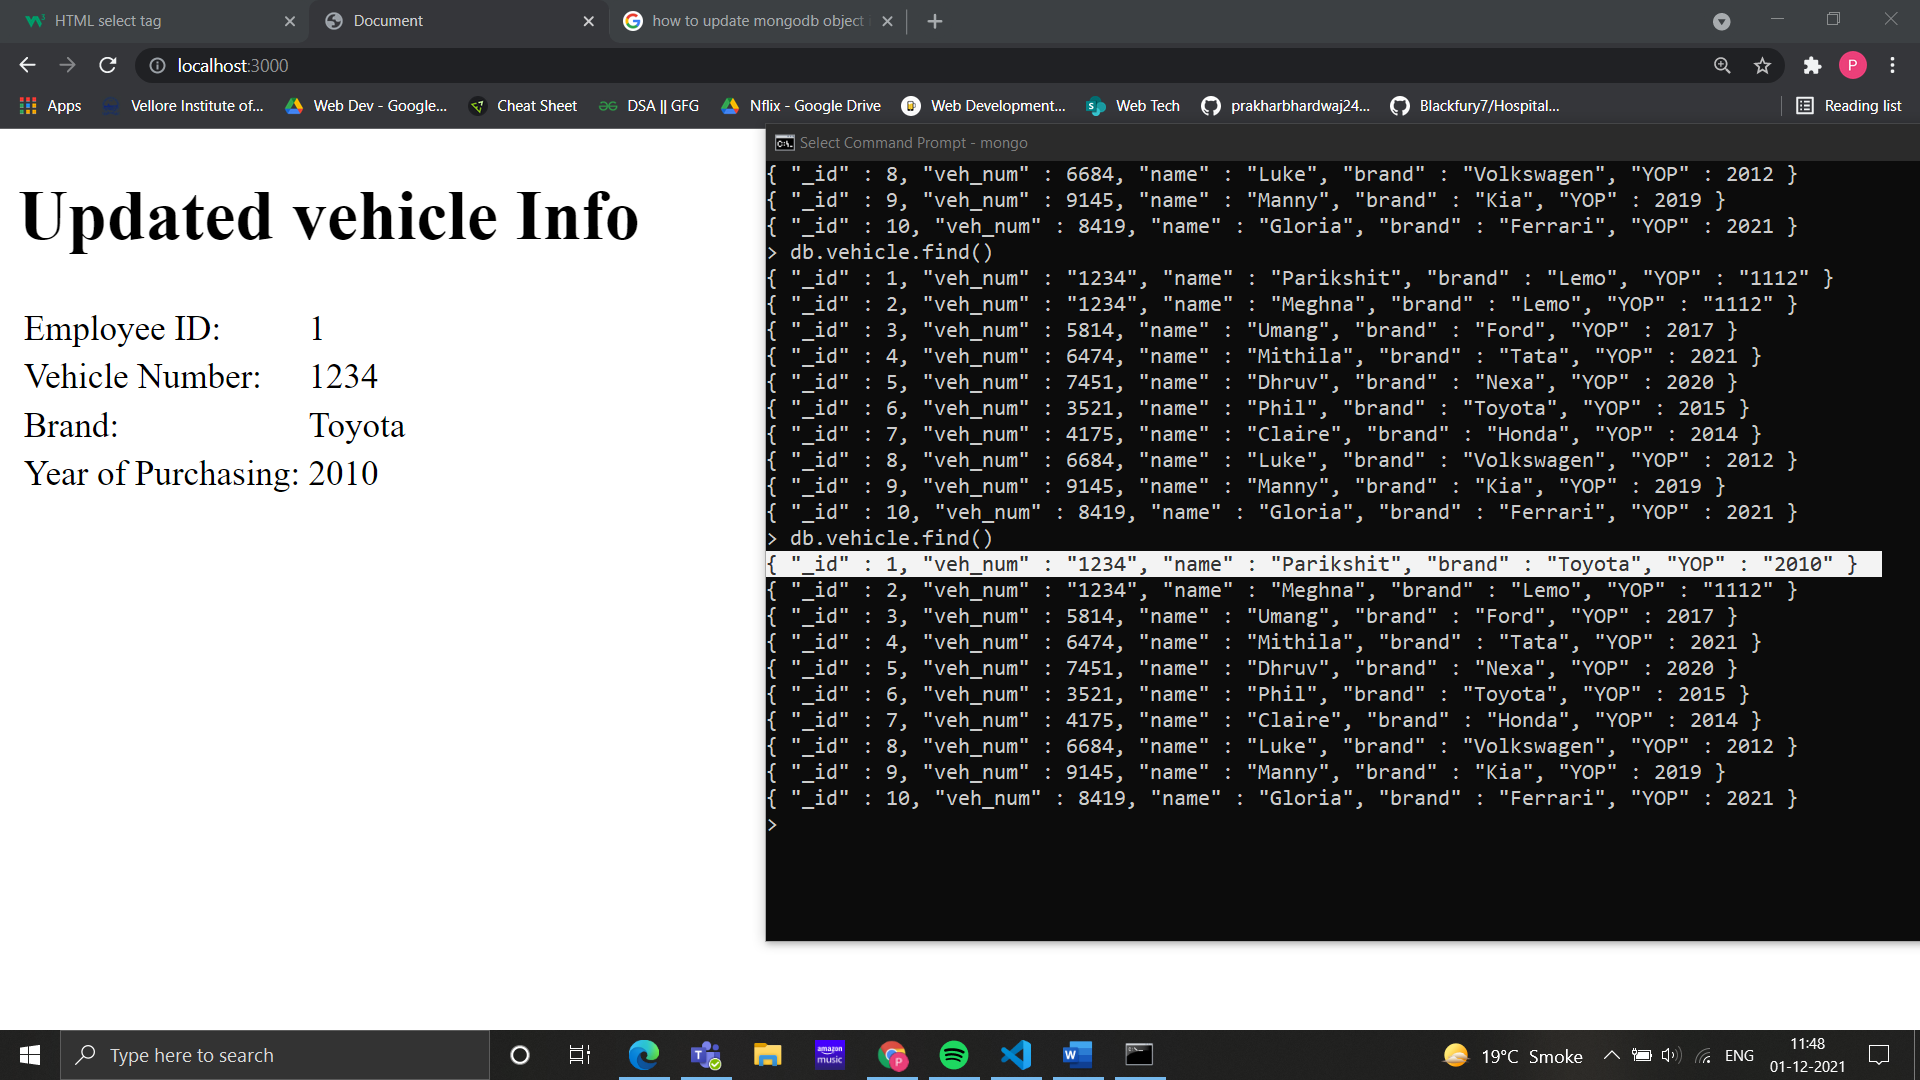 HTML select tag
Document
how to update mongodb object
localhost:3000
P
Apps
Vellore Institute of...
Web Dev - Google...
Cheat Sheet
DSA || GFG
Nflix - Google Drive
Web Development...
Web Tech
prakharbhardwaj24...
Blackfury7/Hospital...
Reading list
Updated vehicle Info
Employee ID: 1
Vehicle Number: 1234
Brand: Toyota
Year of Purchasing: 2010
Select Command Prompt - mongo
{ "_id" : 8, "veh_num" : 6684, "name" : "Luke", "brand" : "Volkswagen", "YOP" : 2012 }
{ "_id" : 9, "veh_num" : 9145, "name" : "Manny", "brand" : "Kia", "YOP" : 2019 }
{ "_id" : 10, "veh_num" : 8419, "name" : "Gloria", "brand" : "Ferrari", "YOP" : 2021 }
> db.vehicle.find()
{ "_id" : 1, "veh_num" : "1234", "name" : "Parikshit", "brand" : "Lemo", "YOP" : "1112" }
{ "_id" : 2, "veh_num" : "1234", "name" : "Meghna", "brand" : "Lemo", "YOP" : "1112" }
{ "_id" : 3, "veh_num" : 5814, "name" : "Umang", "brand" : "Ford", "YOP" : 2017 }
{ "_id" : 4, "veh_num" : 6474, "name" : "Mithila", "brand" : "Tata", "YOP" : 2021 }
{ "_id" : 5, "veh_num" : 7451, "name" : "Dhruv", "brand" : "Nexa", "YOP" : 2020 }
{ "_id" : 6, "veh_num" : 3521, "name" : "Phil", "brand" : "Toyota", "YOP" : 2015 }
{ "_id" : 7, "veh_num" : 4175, "name" : "Claire", "brand" : "Honda", "YOP" : 2014 }
{ "_id" : 8, "veh_num" : 6684, "name" : "Luke", "brand" : "Volkswagen", "YOP" : 2012 }
{ "_id" : 9, "veh_num" : 9145, "name" : "Manny", "brand" : "Kia", "YOP" : 2019 }
{ "_id" : 10, "veh_num" : 8419, "name" : "Gloria", "brand" : "Ferrari", "YOP" : 2021 }
> db.vehicle.find()
{ "_id" : 1, "veh_num" : "1234", "name" : "Parikshit", "brand" : "Toyota", "YOP" : "2010" }
{ "_id" : 2, "veh_num" : "1234", "name" : "Meghna", "brand" : "Lemo", "YOP" : "1112" }
{ "_id" : 3, "veh_num" : 5814, "name" : "Umang", "brand" : "Ford", "YOP" : 2017 }
{ "_id" : 4, "veh_num" : 6474, "name" : "Mithila", "brand" : "Tata", "YOP" : 2021 }
{ "_id" : 5, "veh_num" : 7451, "name" : "Dhruv", "brand" : "Nexa", "YOP" : 2020 }
{ "_id" : 6, "veh_num" : 3521, "name" : "Phil", "brand" : "Toyota", "YOP" : 2015 }
{ "_id" : 7, "veh_num" : 4175, "name" : "Claire", "brand" : "Honda", "YOP" : 2014 }
{ "_id" : 8, "veh_num" : 6684, "name" : "Luke", "brand" : "Volkswagen", "YOP" : 2012 }
{ "_id" : 9, "veh_num" : 9145, "name" : "Manny", "brand" : "Kia", "YOP" : 2019 }
{ "_id" : 10, "veh_num" : 8419, "name" : "Gloria", "brand" : "Ferrari", "YOP" : 2021 }
>
Type here to search
amazon
music
19°C Smoke
ENG
11:48
01-12-2021